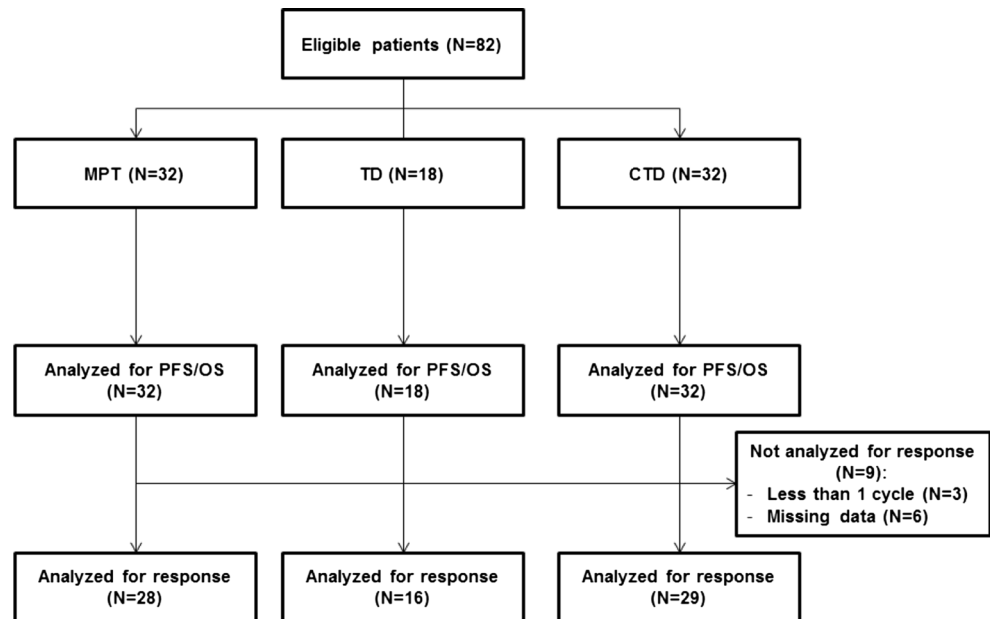 Eligible patients (N=82)
MPT (N=32)
TD (N=18)
CTD (N=32)
Analyzed for PFS/OS
(N=32)
Analyzed for PFS/OS
(N=18)
Analyzed for PFS/OS
(N=32)
Not analyzed for response
(N=9):
- Less than 1 cycle (N=3)
- Missing data (N=6)
Analyzed for response
(N=28)
Analyzed for response
(N=16)
Analyzed for response
(N=29)